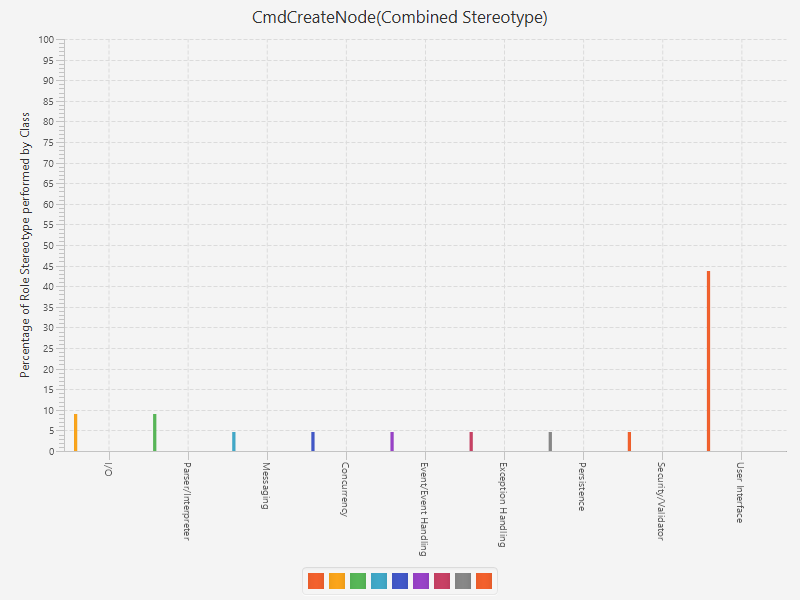 CmdCreateNode(Combined Stereotype)
Percentage of Role Stereotype performed by Class
100
95
90
85
80
75
70
65
60
55
50
45
40
35
30
25
20
15
10
5
0
I/O
Parser/Interpreter
Messaging
Concurrency
Event/Event Handling
Exception Handling
Persistence
Security/Validator
User Interface